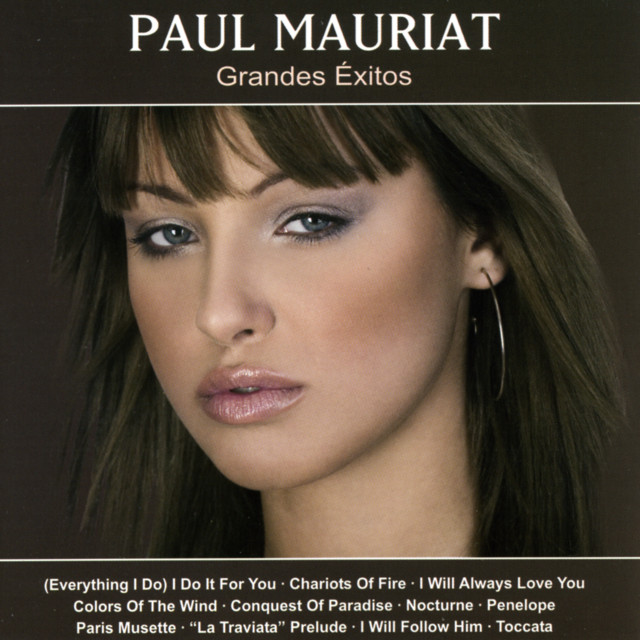 PAUL MAURIAT
Grandes Éxitos
(Everything I Do) I Do It For You · Chariots Of Fire · I Will Always Love You
Colors Of The Wind · Conquest Of Paradise · Nocturne · Penelope
Paris Musette · “La Traviata” Prelude · I Will Follow Him · Toccata